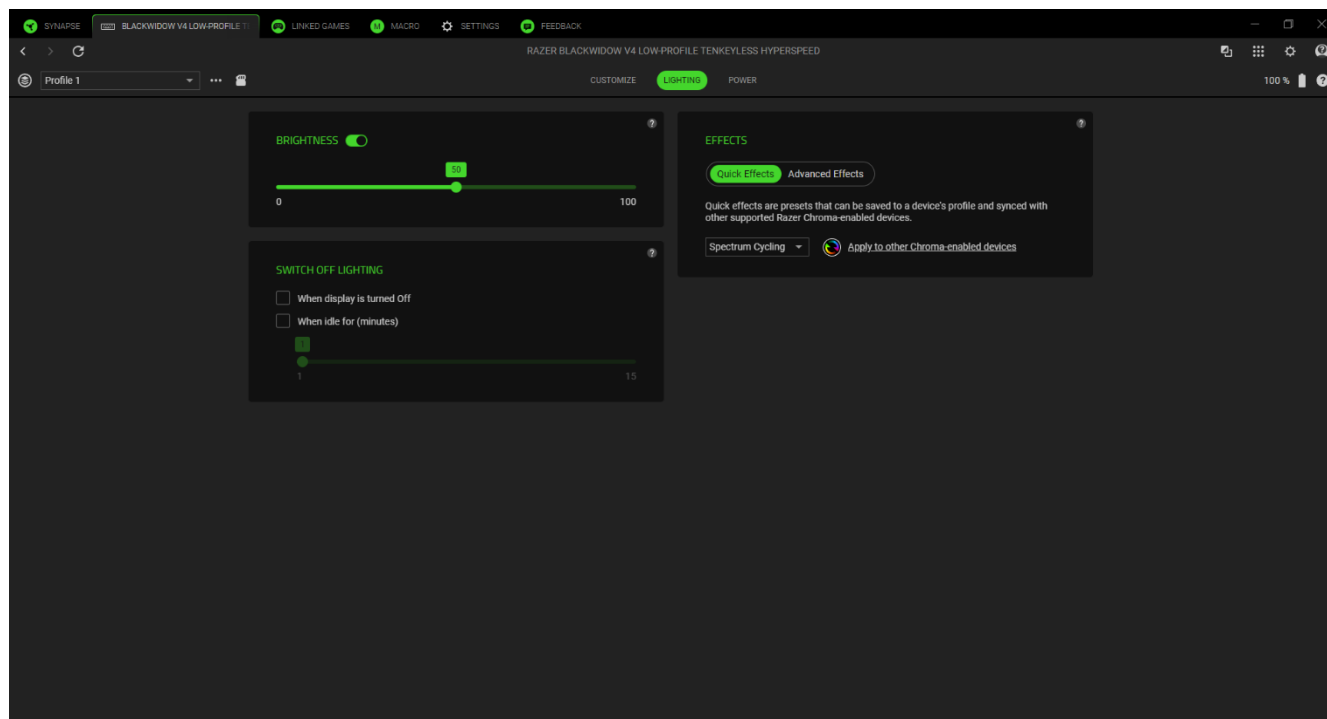 SYNAPSE
BLACKWIDOW V4 LOW-PROFILE
LINKED GAMES
MACRO
SETTINGS
FEEDBACK
RAZER BLACKWIDOW V4 LOW-PROFILE TENKEYLESS HYPERSPEED
Profile 1
CUSTOMIZE
LIGHTING
POWER
100 %
BRIGHTNESS
50
0
100
SWITCH OFF LIGHTING
When display is turned Off
When idle for (minutes)
1
1
15
EFFECTS
Quick Effects
Advanced Effects
Quick effects are presets that can be saved to a device's profile and synced with
other supported Razer Chroma-enabled devices.
Spectrum Cycling
Apply to other Chroma-enabled devices